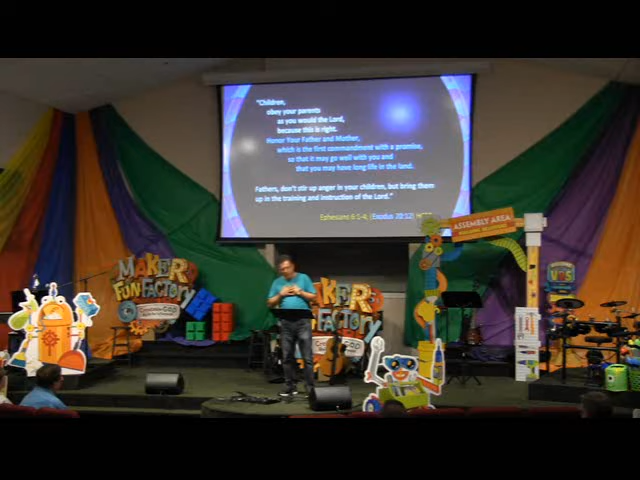 "Children,
obey your parents
as you would the Lord,
because this is right.
Honor Your Father and Mother,
which is the first commandment with a promise,
so that it may go well with you and
that you may have long life in the land.
Fathers, don't stir up anger in your children, but bring them
up in the training and instruction of the Lord."
Ephesians 6:1-4; (Exodus 20:12)
ASSEMBLY AREA
MAKER
FUN FACTORY
MAKER
FACTORY
VBS